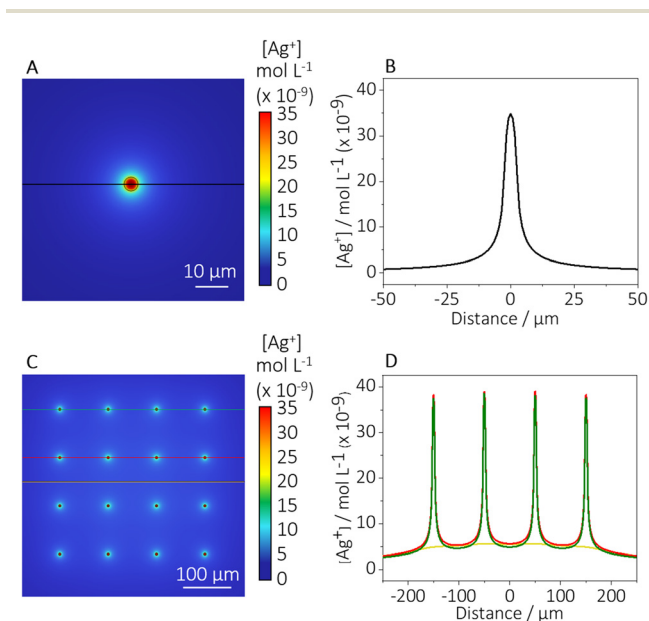 A
[Ag⁺]
mol L⁻¹
(x 10⁻⁹)
35
30
25
20
15
10
5
0
10 µm
B
[Ag⁺] / mol L⁻¹ (x 10⁻⁹)
40
30
20
10
0
-50 -25 0 25 50
Distance / µm
C
[Ag⁺]
mol L⁻¹
(x 10⁻⁹)
35
30
25
20
15
10
5
0
100 µm
D
[Ag⁺] / mol L⁻¹ (x 10⁻⁹)
40
30
20
10
0
-200 -100 0 100 200
Distance / µm